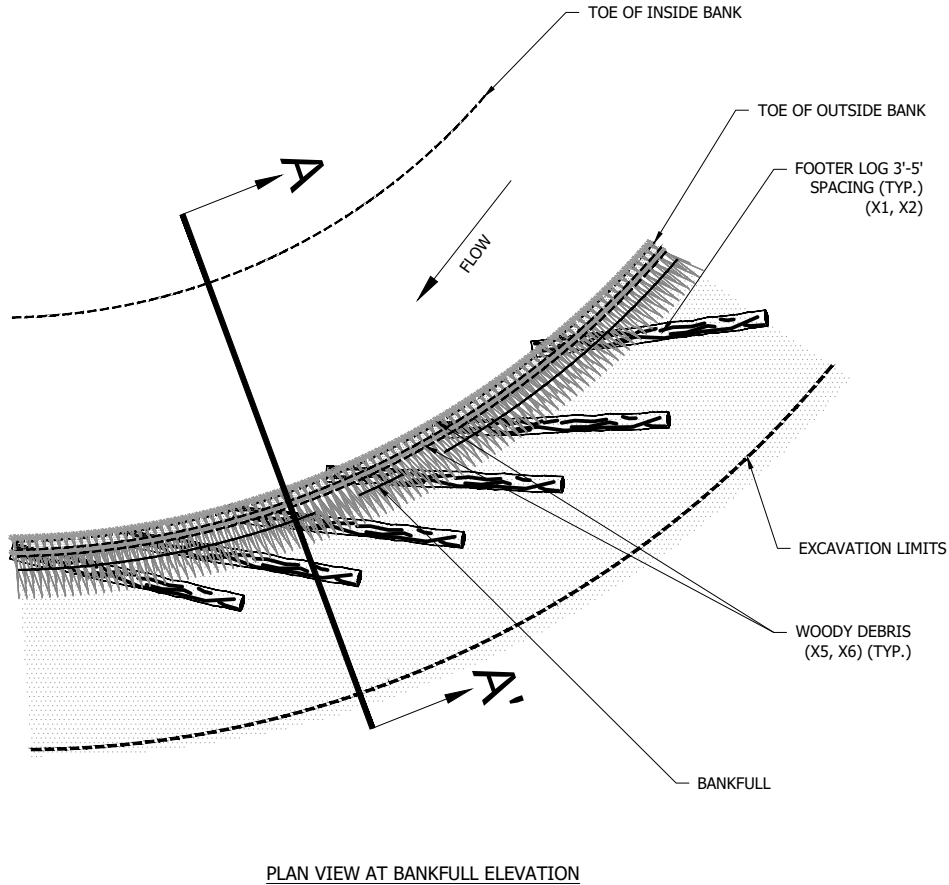 TOE OF INSIDE BANK
TOE OF OUTSIDE BANK
FOOTER LOG 3'-5'
SPACING (TYP.)
(X1, X2)
A
FLOW
EXCAVATION LIMITS
WOODY DEBRIS
(X5, X6) (TYP.)
A'
BANKFULL
PLAN VIEW AT BANKFULL ELEVATION